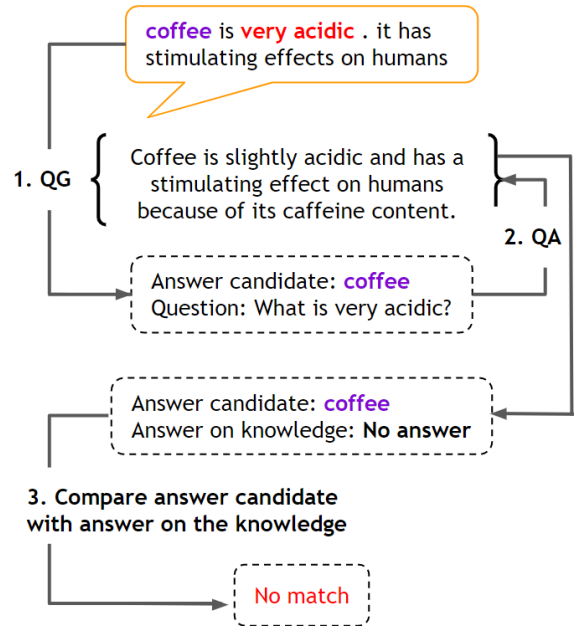 coffee is very acidic . it has
stimulating effects on humans
1. QG
Coffee is slightly acidic and has a
stimulating effect on humans
because of its caffeine content.
2. QA
Answer candidate: coffee
Question: What is very acidic?
Answer candidate: coffee
Answer on knowledge: No answer
3. Compare answer candidate
with answer on the knowledge
No match